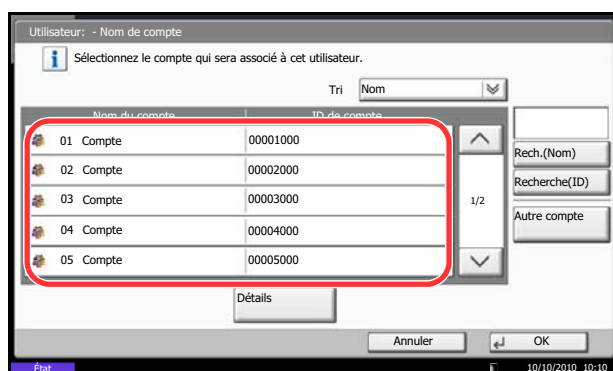 Utilisateur: - Nom de compte
Sélectionnez le compte qui sera associé à cet utilisateur.
Tri Nom
Nom du compte ID de compte
01 Compte 00001000
02 Compte 00002000
03 Compte 00003000
04 Compte 00004000
05 Compte 00005000
1/2
Rech.(Nom)
Recherche(ID)
Autre compte
Détails
Annuler OK
État 10/10/2010 10:10